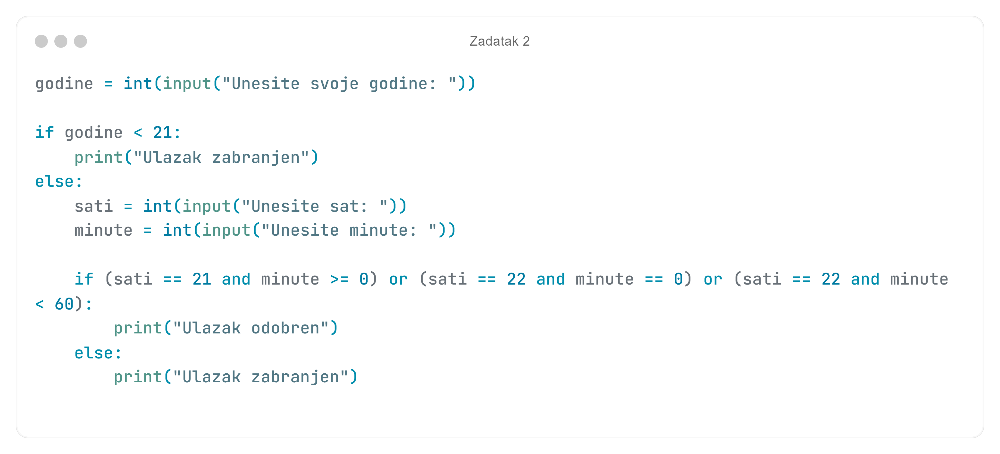 Zadatak 2
godine = int(input("Unesite svoje godine: "))
if godine < 21:
    print("Ulazak zabranjen")
else:
    sati = int(input("Unesite sat: "))
    minute = int(input("Unesite minute: "))
    if (sati == 21 and minute >= 0) or (sati == 22 and minute == 0) or (sati == 22 and minute
< 60):
        print("Ulazak odobren")
    else:
        print("Ulazak zabranjen")